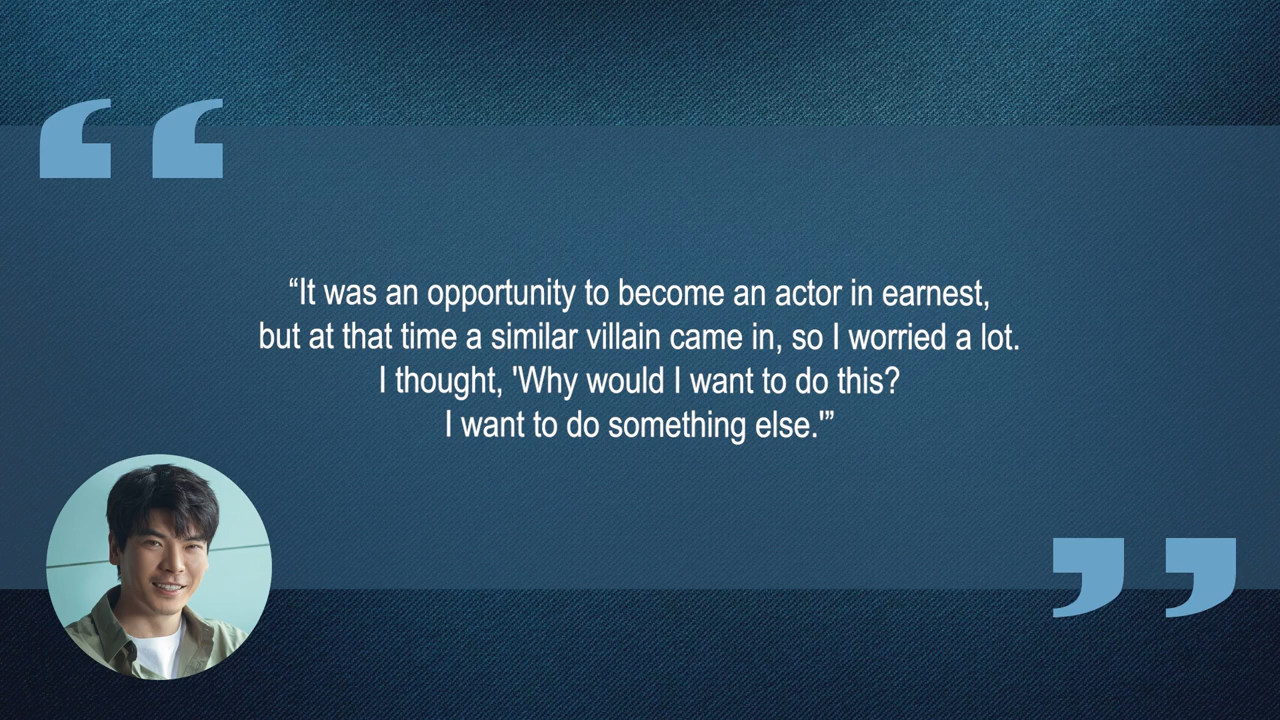 “It was an opportunity to become an actor in earnest,
but at that time a similar villain came in, so I worried a lot.
I thought, 'Why would I want to do this?
I want to do something else.'”